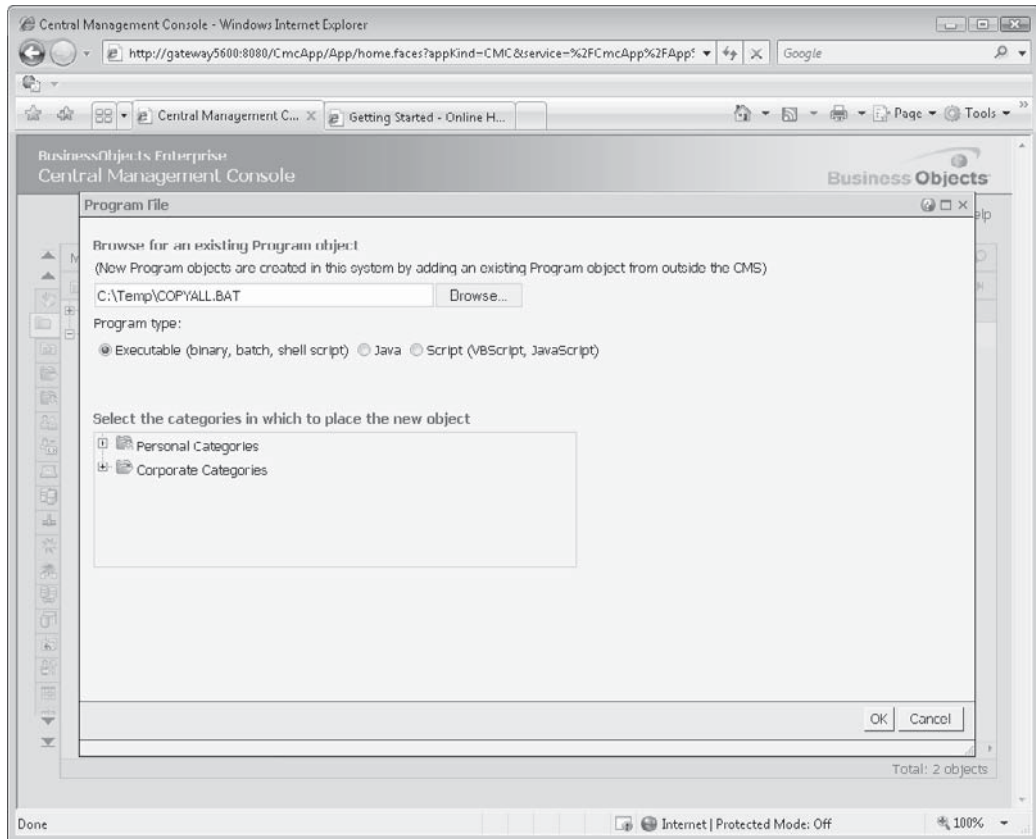 Central Management Console - Windows Internet Explorer
http://gateway5600:8080/CmcApp/App/home.faces?appKind=CMC&service=%2FCmcApp%2FApp
Google
Central Management C...
Getting Started - Online H...
Page
Tools
BusinessObjects Enterprise
Central Management Console
Business Objects
Program File
elp
M
Browse for an existing Program object
(New Program objects are created in this system by adding an existing Program object from outside the CMS)
C:\Temp\COPYALL.BAT
Browse...
Program type:
Executable (binary, batch, shell script)
Java
Script (VBScript, JavaScript)
Select the categories in which to place the new object
Personal Categories
Corporate Categories
OK
Cancel
Total: 2 objects
Done
Internet | Protected Mode: Off
100%